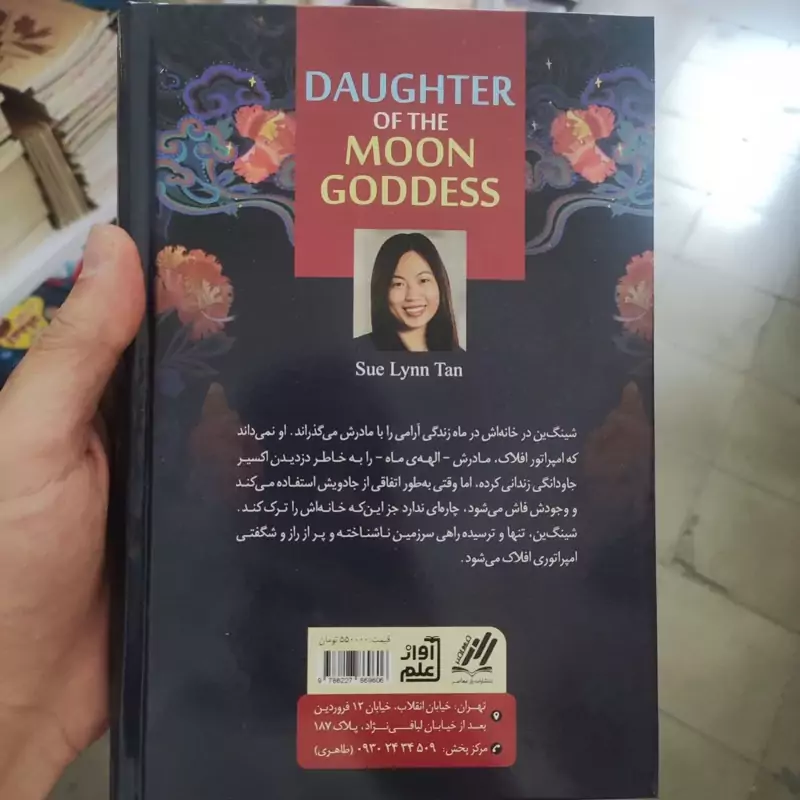 DAUGHTER
OF THE
MOON
GODDESS
Sue Lynn Tan
شینگ‌ین در خانه‌اش در ماه زندگی آرامی را با مادرش می‌گذراند. او نمی‌داند
که امپراتور افلاک، مادرش - الهه‌ی ماه - را به خاطر دزدیدن اکسیر
جاودانگی زندانی کرده، اما وقتی به‌طور اتفاقی از جادویش استفاده می‌کند
و وجودش فاش می‌شود، چاره‌ای ندارد جز این‌که خانه‌اش را ترک کند.
شینگ‌ین، تنها و ترسیده راهی سرزمین ناشناخته و پر از راز و شگفتی
امپراتوری افلاک می‌شود.
قیمت: ۵۵۰۰۰۰ تومان
آواز
علم
9 786227 869606
تهران: خیابان انقلاب، خیابان ۱۲ فروردین
بعد از خیابان لبافی‌نژاد، پلاک ۱۸۷
مرکز پخش: ۰۹۳۰ ۲۴ ۳۴ ۵۰۹ (طاهری)